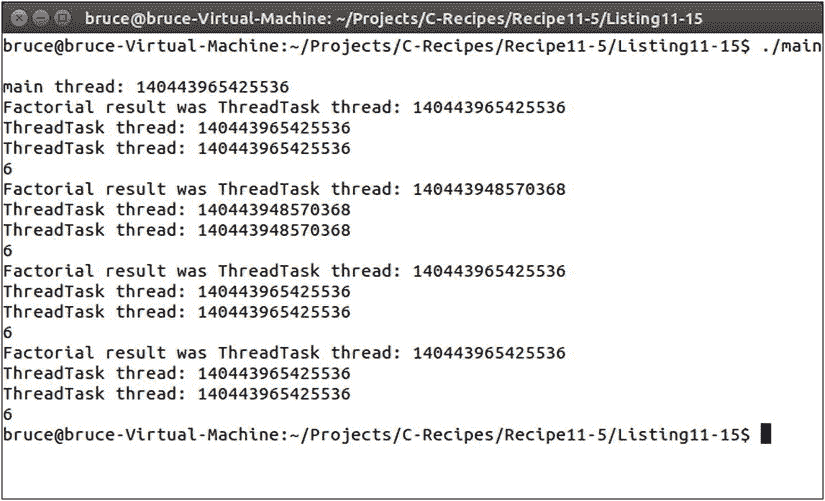 bruce@bruce-Virtual-Machine: ~/Projects/C-Recipes/Recipe11-5/Listing11-15
bruce@bruce-Virtual-Machine:~/Projects/C-Recipes/Recipe11-5/Listing11-15$ ./main
main thread: 140443965425536
Factorial result was ThreadTask thread: 140443965425536
ThreadTask thread: 140443965425536
ThreadTask thread: 140443965425536
6
Factorial result was ThreadTask thread: 140443948570368
ThreadTask thread: 140443948570368
ThreadTask thread: 140443948570368
6
Factorial result was ThreadTask thread: 140443965425536
ThreadTask thread: 140443965425536
ThreadTask thread: 140443965425536
6
Factorial result was ThreadTask thread: 140443965425536
ThreadTask thread: 140443965425536
ThreadTask thread: 140443965425536
6
bruce@bruce-Virtual-Machine:~/Projects/C-Recipes/Recipe11-5/Listing11-15$